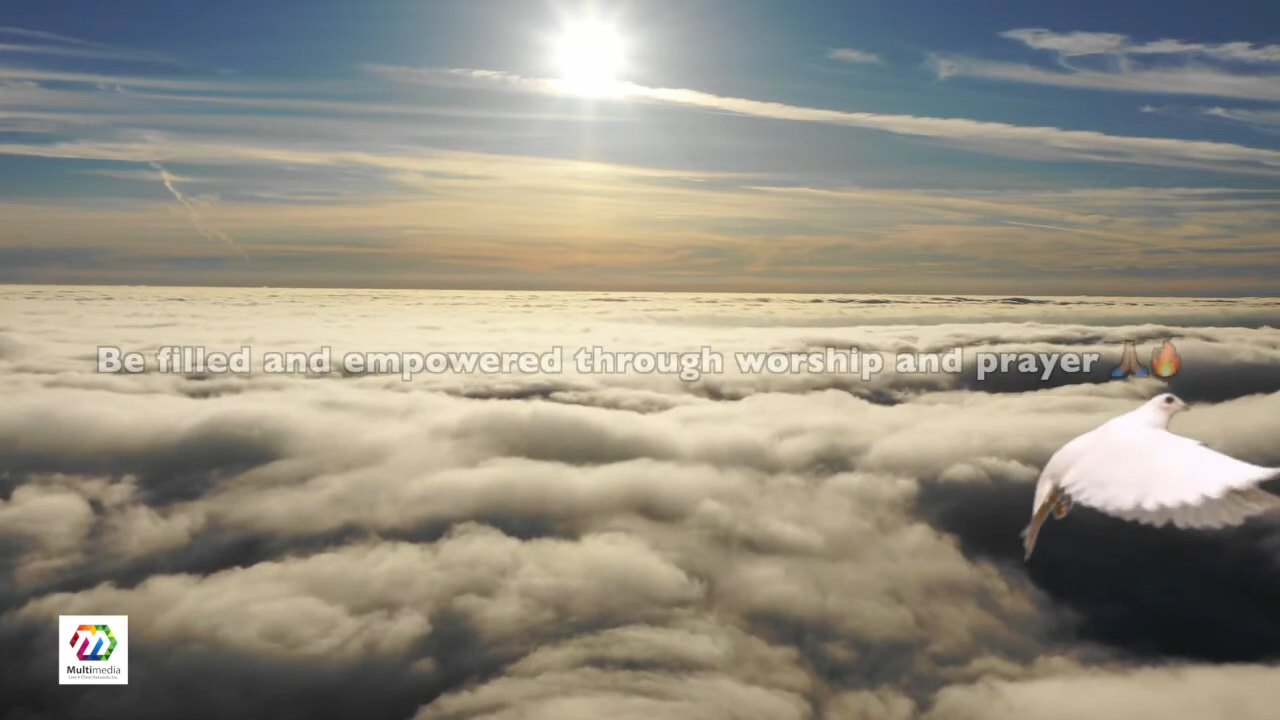 Be filled and empowered through worship and prayer 🙏🔥
Multimedia